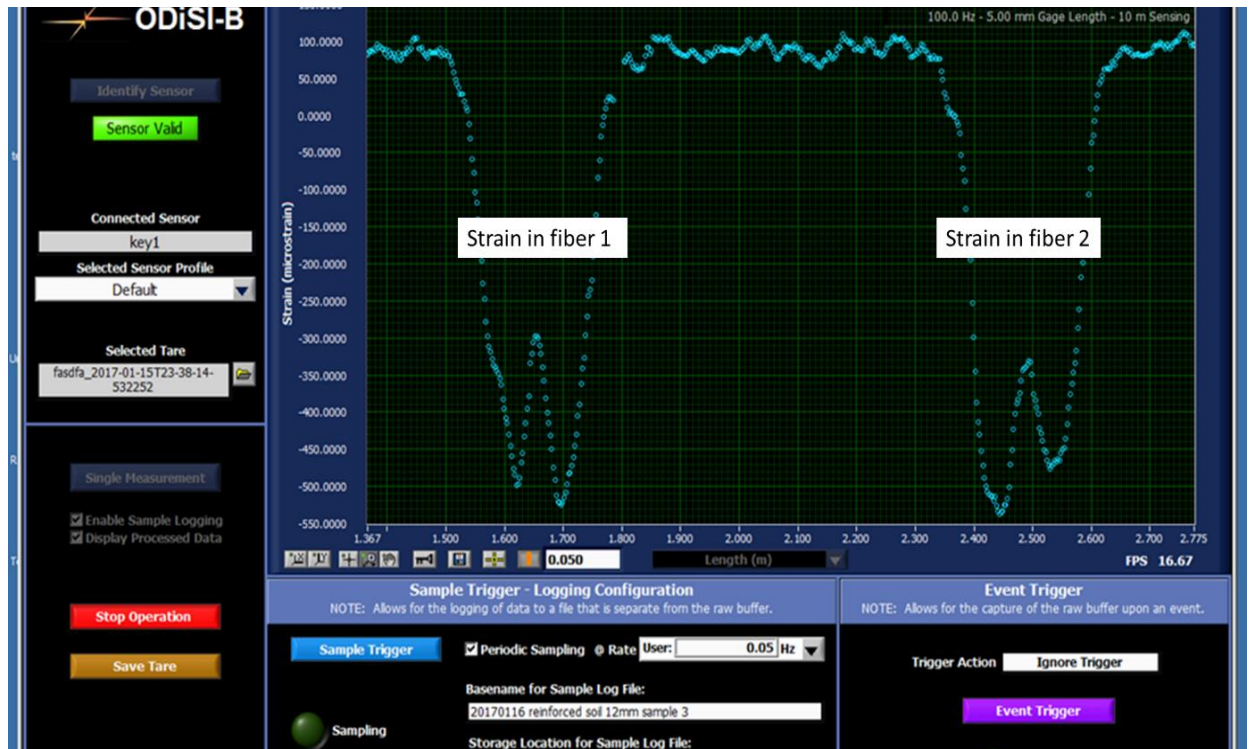 ODiSI-B
Identify Sensor
Sensor Valid
Connected Sensor
key1
Selected Sensor Profile
Default
Selected Tare
fasdfa_2017-01-15T23-38-14-
532252
Single Measurement
Enable Sample Logging
Display Processed Data
Stop Operation
Save Tare
100.0 Hz - 5.00 mm Gage Length - 10 m Sensing
100.0000
50.0000
0.0000
-50.0000
-100.0000
-150.0000
-200.0000
-250.0000
-300.0000
-350.0000
-400.0000
-450.0000
-500.0000
-550.0000
Strain (microstrain)
Strain in fiber 1
Strain in fiber 2
1.367 1.500 1.600 1.700 1.800 1.900 2.000 2.100 2.200 2.300 2.400 2.500 2.600 2.700 2.775
0.050
Length (m)
FPS 16.67
Sample Trigger - Logging Configuration
NOTE: Allows for the logging of data to a file that is separate from the raw buffer.
Sample Trigger
Periodic Sampling @ Rate User: 0.05 Hz
Basename for Sample Log File:
20170116 reinforced soil 12mm sample 3
Sampling
Storage Location for Sample Log File:
Event Trigger
NOTE: Allows for the capture of the raw buffer upon an event.
Trigger Action Ignore Trigger
Event Trigger